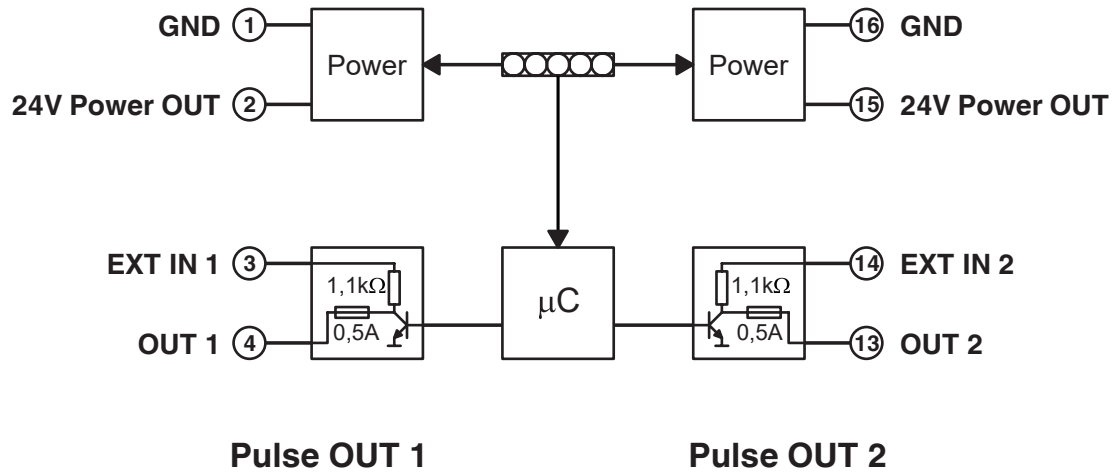 GND 1 Power Power 16 GND
24V Power OUT 2 15 24V Power OUT
EXT IN 1 3 14 EXT IN 2
1,1kΩ μC 1,1kΩ
0,5A 0,5A
OUT 1 4 13 OUT 2
Pulse OUT 1 Pulse OUT 2